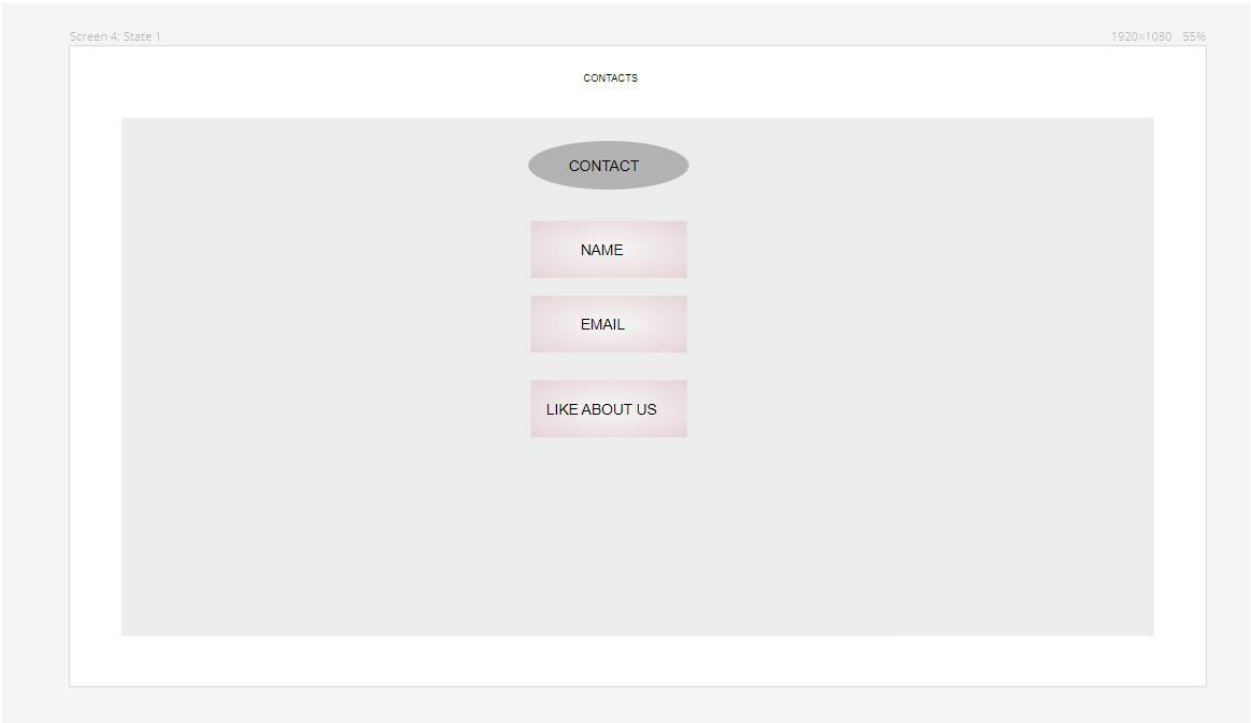 Screen 4: State 1
1920×1080 55%
CONTACTS
CONTACT
NAME
EMAIL
LIKE ABOUT US